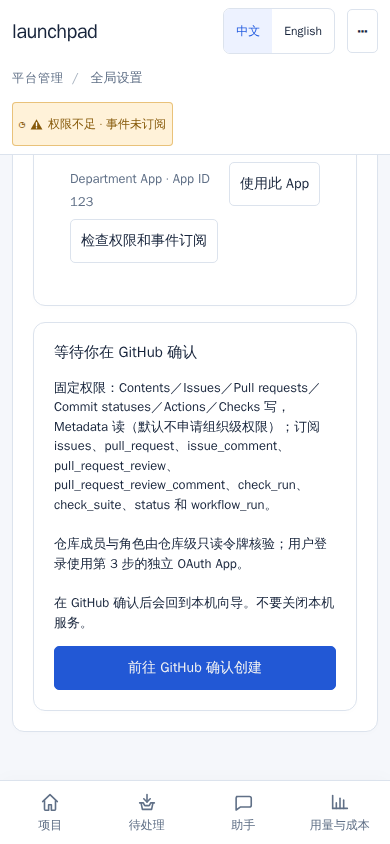 launchpad
中文
English
平台管理 / 全局设置
权限不足 · 事件未订阅
Department App · App ID
123
使用此 App
检查权限和事件订阅
等待你在 GitHub 确认
固定权限：Contents／Issues／Pull requests／
Commit statuses／Actions／Checks 写，
Metadata 读（默认不申请组织级权限）；订阅
issues、pull_request、issue_comment、
pull_request_review、
pull_request_review_comment、check_run、
check_suite、status 和 workflow_run。
仓库成员与角色由仓库级只读令牌核验；用户登
录使用第 3 步的独立 OAuth App。
在 GitHub 确认后会回到本机向导。不要关闭本机
服务。
前往 GitHub 确认创建
项目
待处理
助手
用量与成本